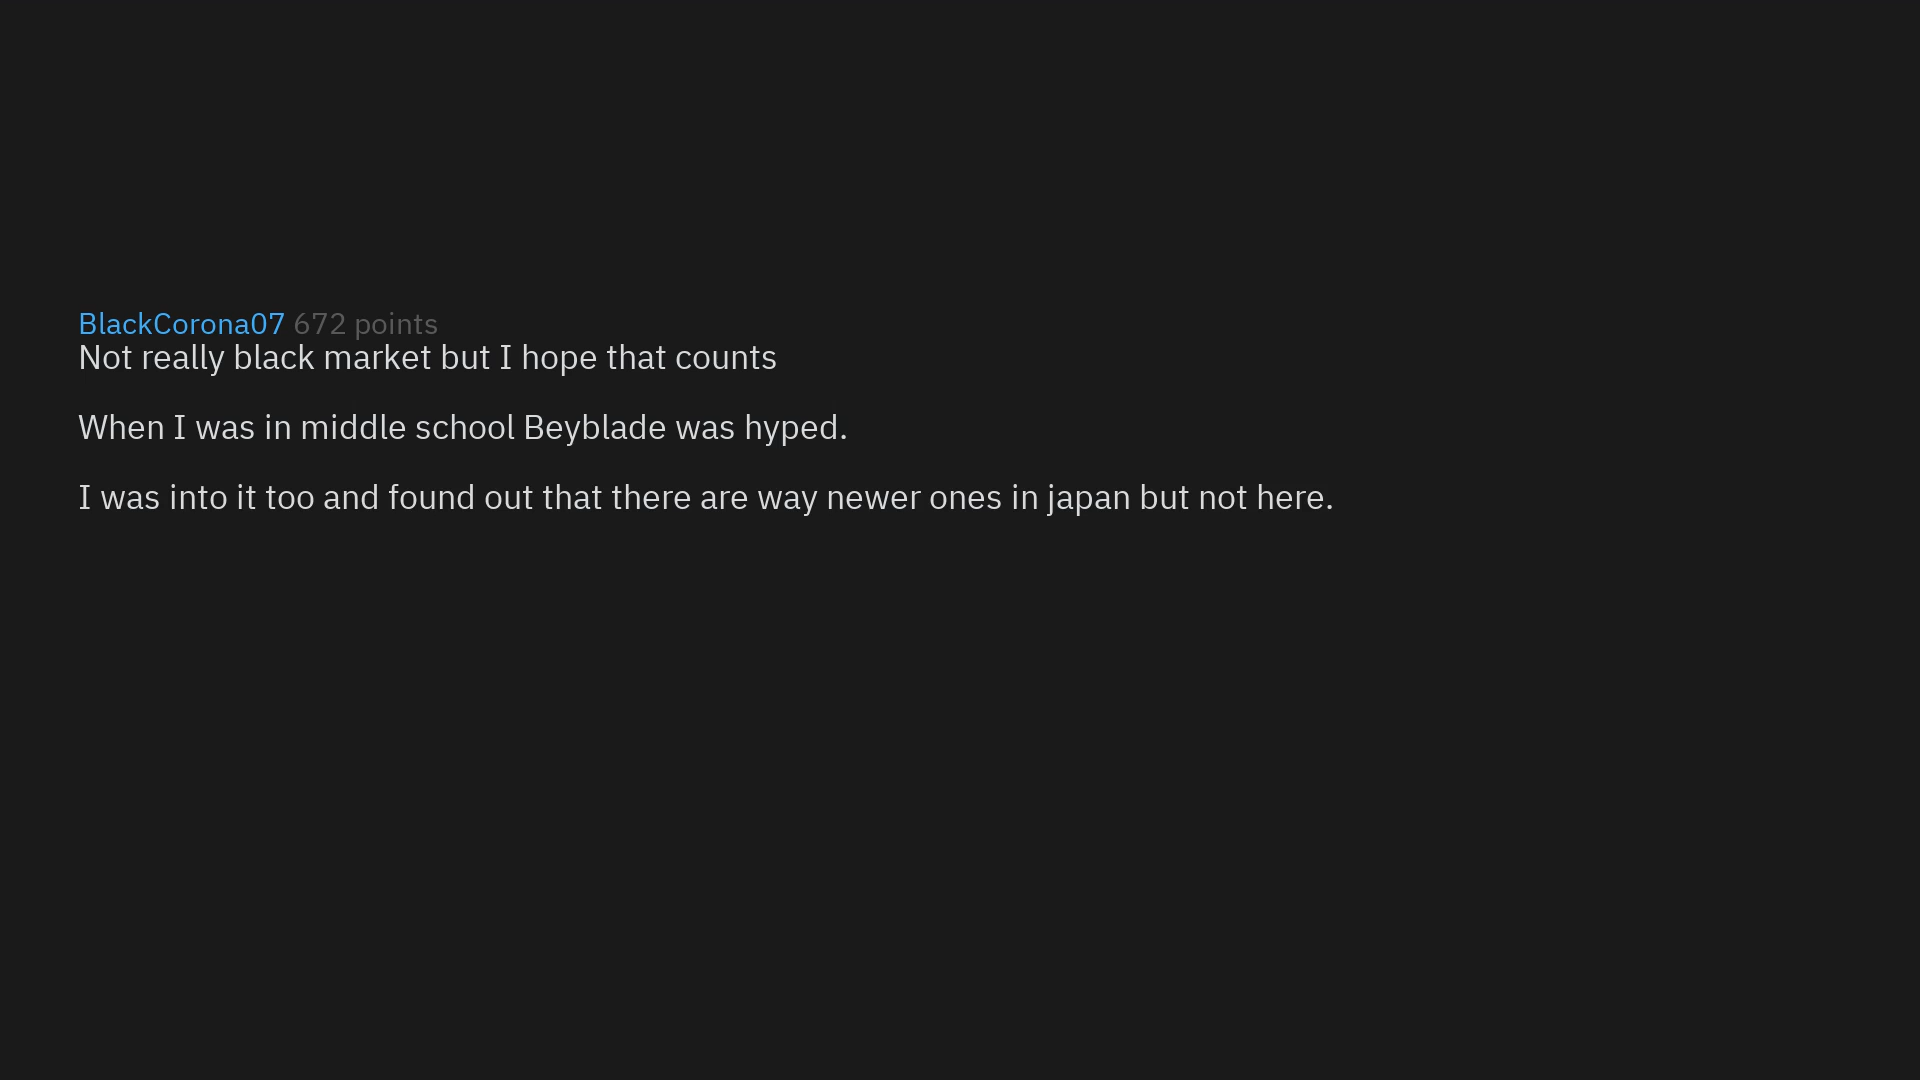 BlackCorona07 672 points
Not really black market but I hope that counts
When I was in middle school Beyblade was hyped.
I was into it too and found out that there are way newer ones in japan but not here.